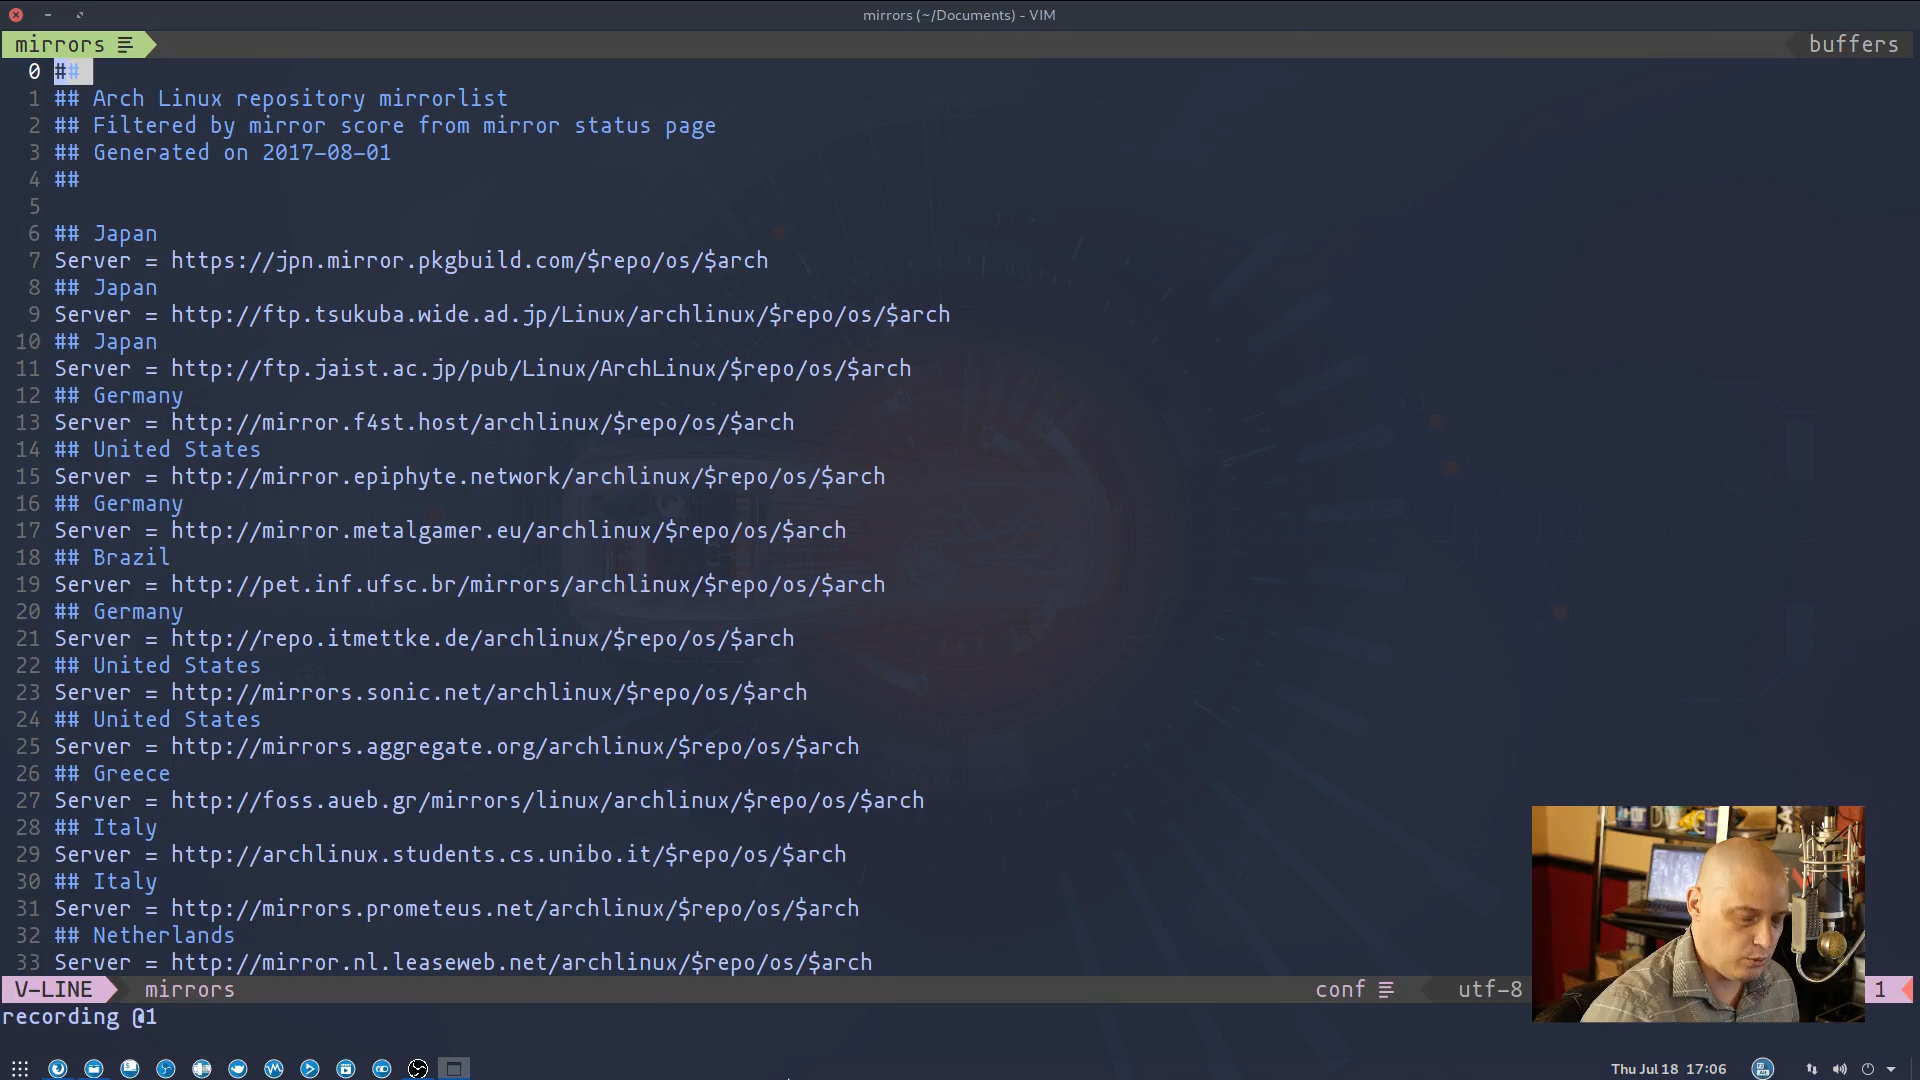 mirrors (~/Documents) - VIM
mirrors buffers
0 ##
1 ## Arch Linux repository mirrorlist
2 ## Filtered by mirror score from mirror status page
3 ## Generated on 2017-08-01
4 ##
5
6 ## Japan
7 Server = https://jpn.mirror.pkgbuild.com/$repo/os/$arch
8 ## Japan
9 Server = http://ftp.tsukuba.wide.ad.jp/Linux/archlinux/$repo/os/$arch
10 ## Japan
11 Server = http://ftp.jaist.ac.jp/pub/Linux/ArchLinux/$repo/os/$arch
12 ## Germany
13 Server = http://mirror.f4st.host/archlinux/$repo/os/$arch
14 ## United States
15 Server = http://mirror.epiphyte.network/archlinux/$repo/os/$arch
16 ## Germany
17 Server = http://mirror.metalgamer.eu/archlinux/$repo/os/$arch
18 ## Brazil
19 Server = http://pet.inf.ufsc.br/mirrors/archlinux/$repo/os/$arch
20 ## Germany
21 Server = http://repo.itmettke.de/archlinux/$repo/os/$arch
22 ## United States
23 Server = http://mirrors.sonic.net/archlinux/$repo/os/$arch
24 ## United States
25 Server = http://mirrors.aggregate.org/archlinux/$repo/os/$arch
26 ## Greece
27 Server = http://foss.aueb.gr/mirrors/linux/archlinux/$repo/os/$arch
28 ## Italy
29 Server = http://archlinux.students.cs.unibo.it/$repo/os/$arch
30 ## Italy
31 Server = http://mirrors.prometeus.net/archlinux/$repo/os/$arch
32 ## Netherlands
33 Server = http://mirror.nl.leaseweb.net/archlinux/$repo/os/$arch
V-LINE mirrors conf utf-8 1
recording @1
Thu Jul 18 17:06